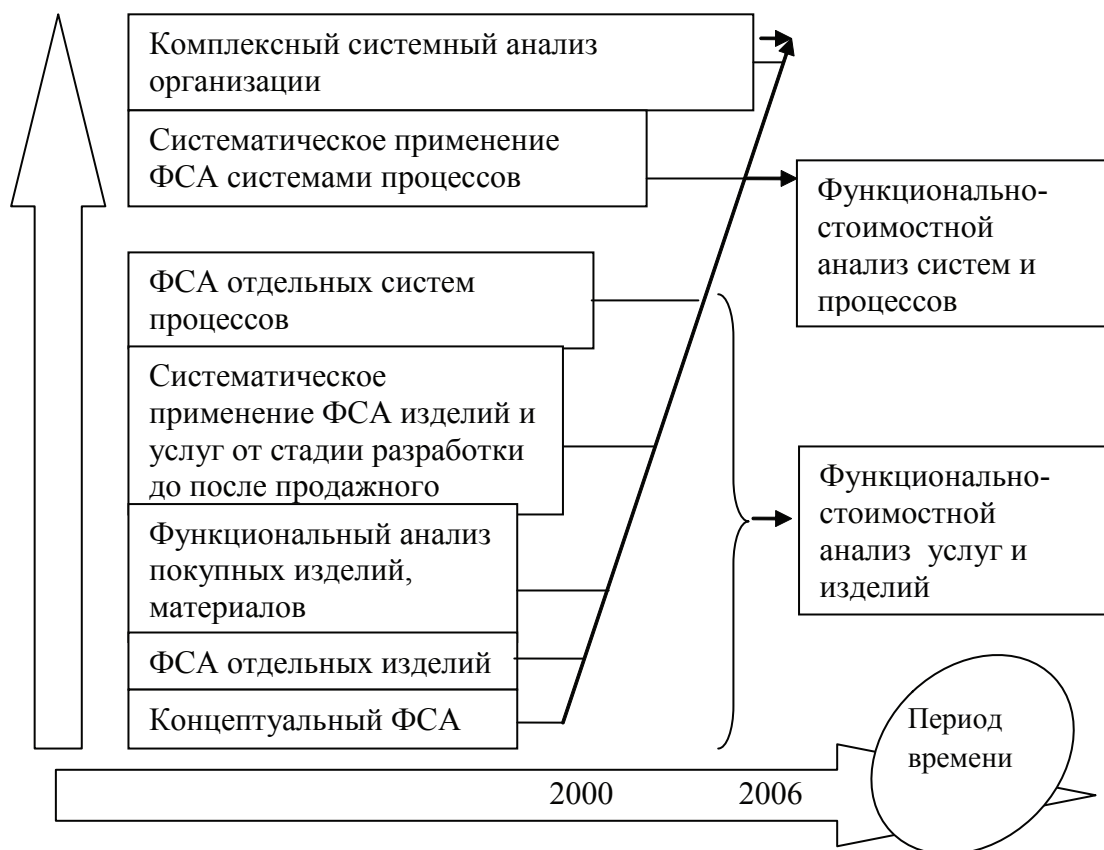 Комплексный системный анализ
организации
Систематическое применение
ФСА системами процессов
Функционально-
стоимостной
анализ систем и
процессов
ФСА отдельных систем
процессов
Систематическое
применение ФСА изделий и
услуг от стадии разработки
до после продажного
Функционально-
стоимостной
анализ услуг и
изделий
Функциональный анализ
покупных изделий,
материалов
ФСА отдельных изделий
Концептуальный ФСА
Период
времени
2000 2006